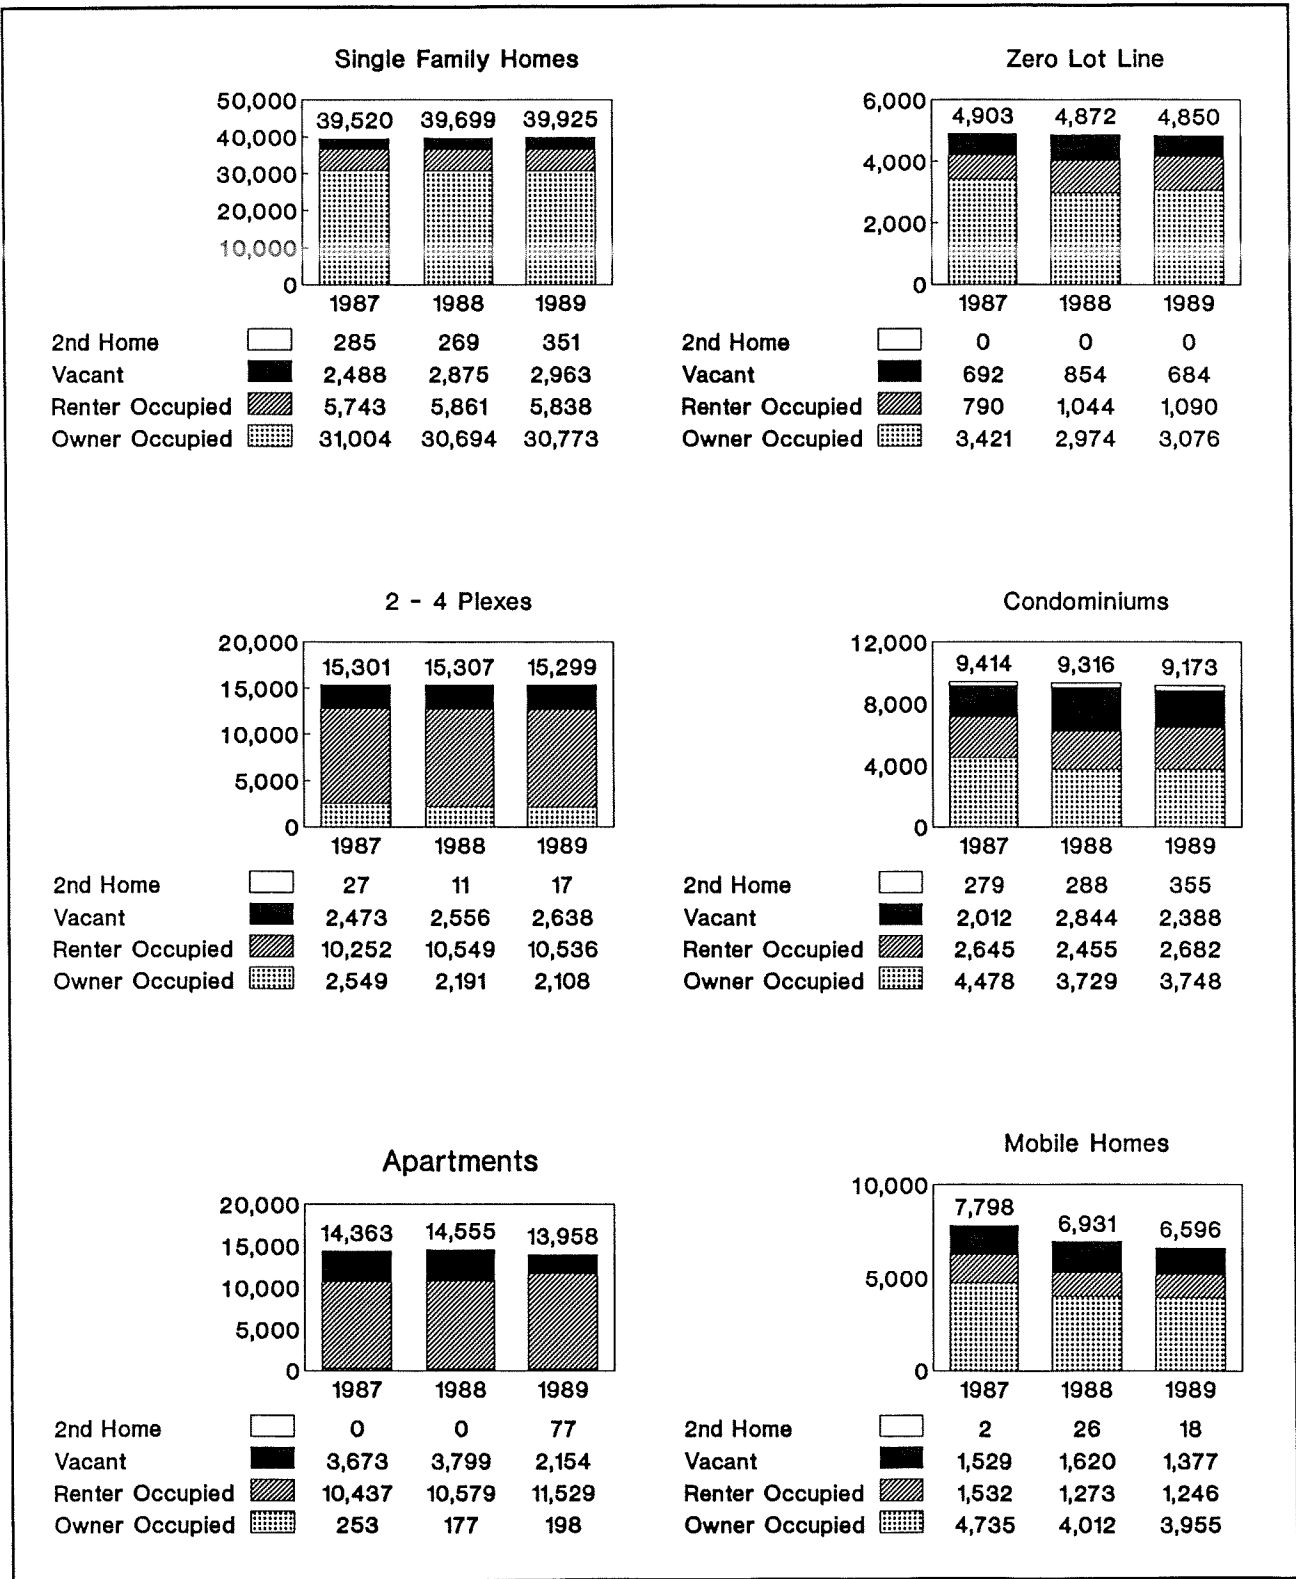 Single Family Homes
50,000
40,000
30,000
20,000
10,000
0
39,520 39,699 39,925
1987 1988 1989
2nd Home 285 269 351
Vacant 2,488 2,875 2,963
Renter Occupied 5,743 5,861 5,838
Owner Occupied 31,004 30,694 30,773
Zero Lot Line
6,000
4,000
2,000
0
4,903 4,872 4,850
1987 1988 1989
2nd Home 0 0 0
Vacant 692 854 684
Renter Occupied 790 1,044 1,090
Owner Occupied 3,421 2,974 3,076
2 - 4 Plexes
20,000
15,000
10,000
5,000
0
15,301 15,307 15,299
1987 1988 1989
2nd Home 27 11 17
Vacant 2,473 2,556 2,638
Renter Occupied 10,252 10,549 10,536
Owner Occupied 2,549 2,191 2,108
Condominiums
12,000
8,000
4,000
0
9,414 9,316 9,173
1987 1988 1989
2nd Home 279 288 355
Vacant 2,012 2,844 2,388
Renter Occupied 2,645 2,455 2,682
Owner Occupied 4,478 3,729 3,748
Apartments
20,000
15,000
10,000
5,000
0
14,363 14,555 13,958
1987 1988 1989
2nd Home 0 0 77
Vacant 3,673 3,799 2,154
Renter Occupied 10,437 10,579 11,529
Owner Occupied 253 177 198
Mobile Homes
10,000
5,000
0
7,798 6,931 6,596
1987 1988 1989
2nd Home 2 26 18
Vacant 1,529 1,620 1,377
Renter Occupied 1,532 1,273 1,246
Owner Occupied 4,735 4,012 3,955